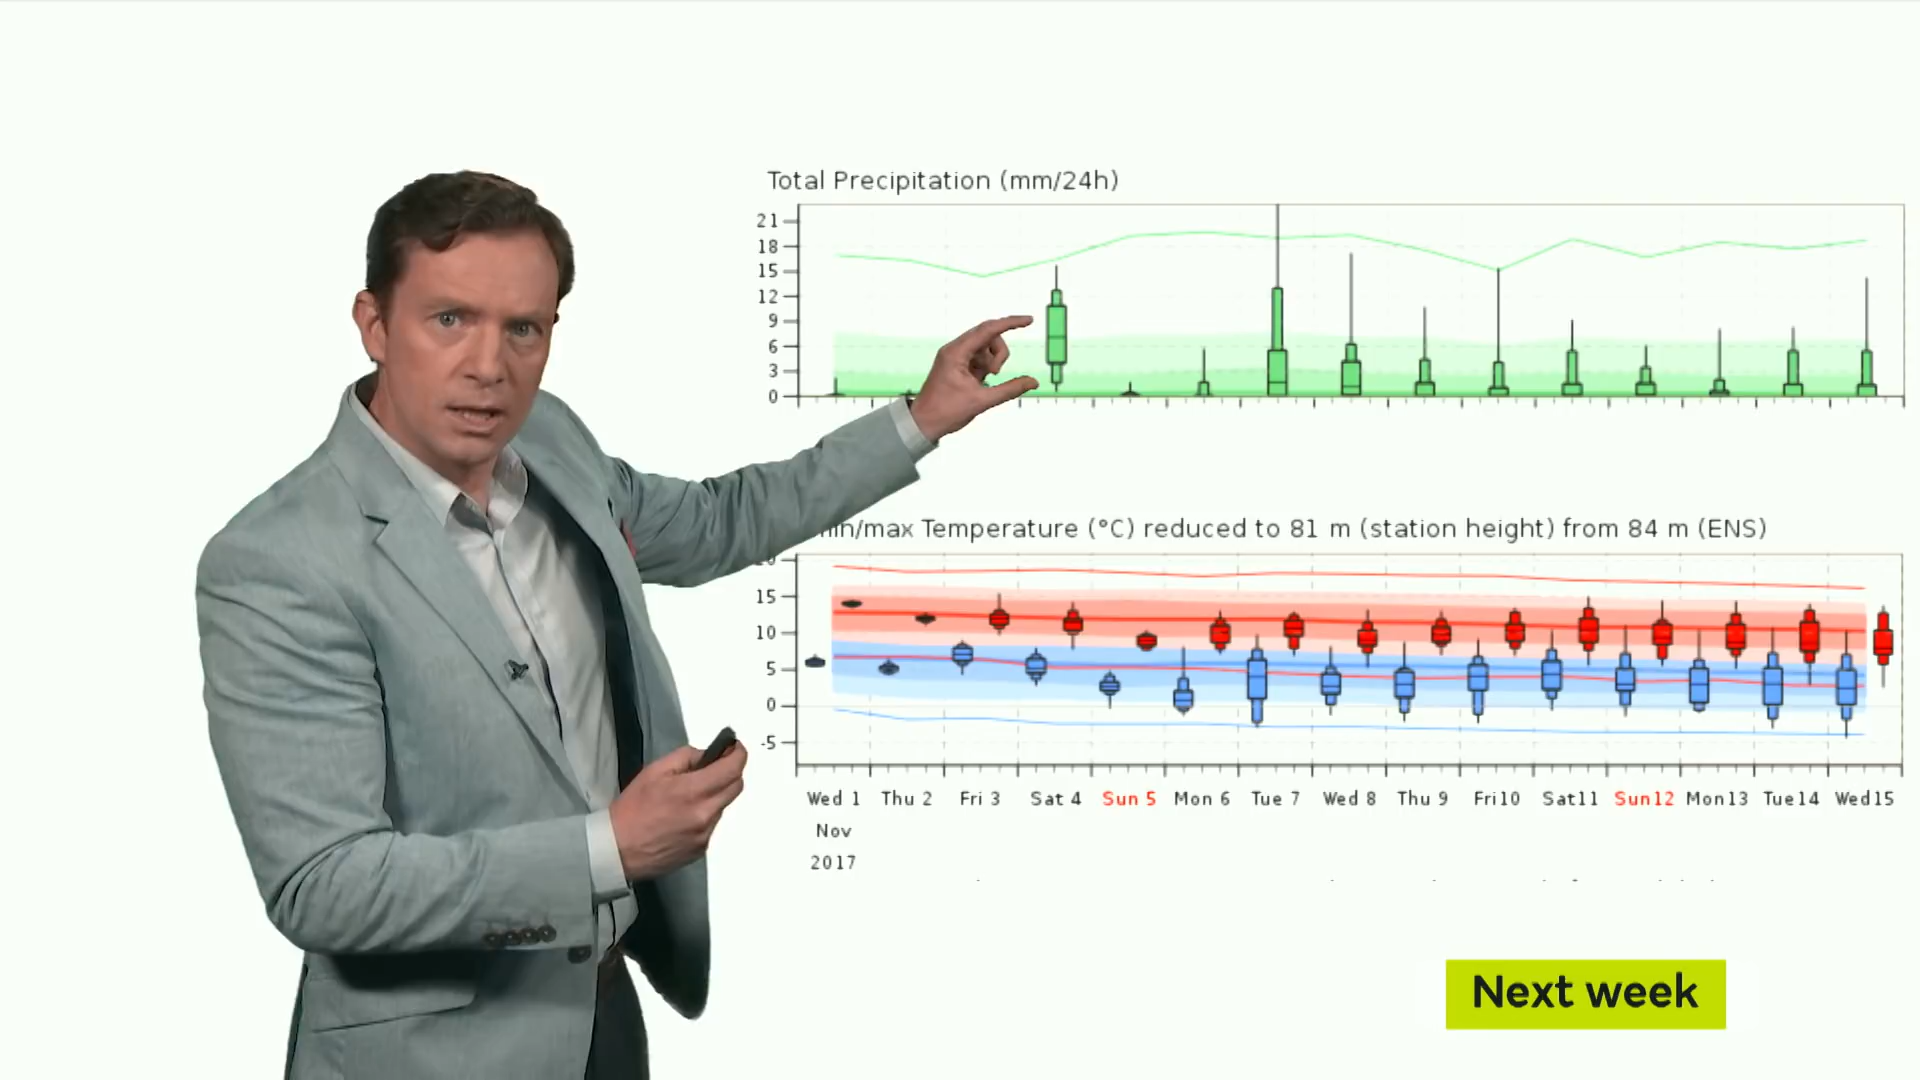 Total Precipitation (mm/24h)
21
18
15
12
9
6
3
0
min/max Temperature (°C) reduced to 81 m (station height) from 84 m (ENS)
15
10
5
0
-5
Wed 1 Thu 2 Fri 3 Sat 4 Sun 5 Mon 6 Tue 7 Wed 8 Thu 9 Fri10 Sat11 Sun12 Mon13 Tue14 Wed15
Nov
2017
Next week